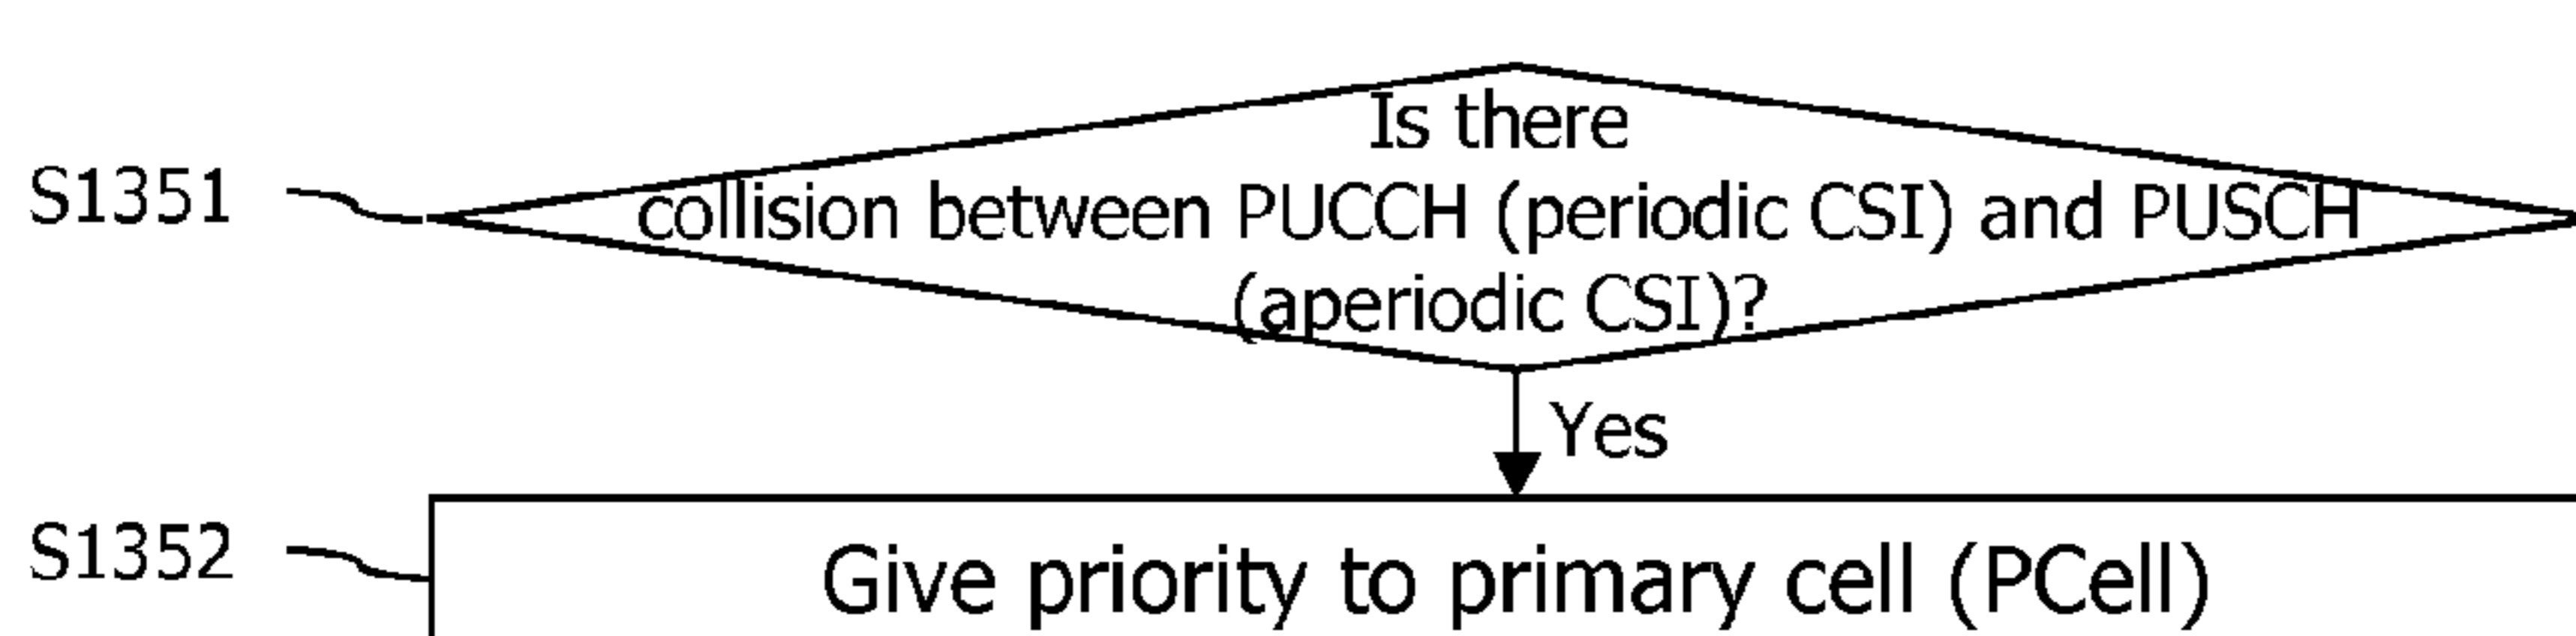 Is there
S1351 collision between PUCCH (periodic CSI) and PUSCH
(aperiodic CSI)?
Yes
S1352 Give priority to primary cell (PCell)